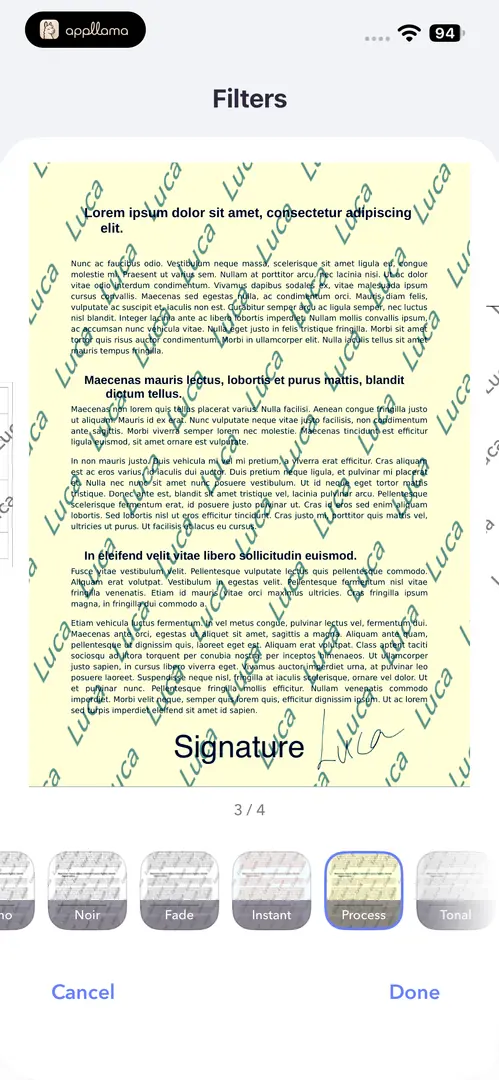 appllama
94
Filters
Lorem ipsum dolor sit amet, consectetur adipiscing
elit.
Nunc ac faucibus odio. Vestibulum neque massa, scelerisque sit amet ligula eu, congue
molestie mi. Praesent ut varius sem. Nullam at porttitor arcu, nec lacinia nisi. Ut ac dolor
vitae odio interdum condimentum. Vivamus dapibus sodales ex, vitae malesuada ipsum
cursus convallis. Maecenas sed egestas nulla, ac condimentum orci. Mauris diam felis,
vulputate ac suscipit et, iaculis non est. Curabitur semper arcu ac ligula semper, nec luctus
nisl blandit. Integer lacinia ante ac libero lobortis imperdiet. Nullam mollis convallis ipsum,
ac accumsan nunc vehicula vitae. Nulla eget justo in felis tristique fringilla. Morbi sit amet
tortor quis risus auctor condimentum. Morbi in ullamcorper elit. Nulla iaculis tellus sit amet
mauris tempus fringilla.
Maecenas mauris lectus, lobortis et purus mattis, blandit
dictum tellus.
Maecenas non lorem quis tellus placerat varius. Nulla facilisi. Aenean congue fringilla justo
ut aliquam. Mauris id ex erat. Nunc vulputate neque vitae justo facilisis, non condimentum
ante sagittis. Morbi viverra semper lorem nec molestie. Maecenas tincidunt est efficitur
ligula euismod, sit amet ornare est vulputate.
In non mauris justo. Duis vehicula mi vel mi pretium, a viverra erat efficitur. Cras aliquam
est ac eros varius, id iaculis dui auctor. Duis pretium neque ligula, et pulvinar mi placerat
et. Nulla nec nunc sit amet nunc posuere vestibulum. Ut id neque eget tortor mattis
tristique. Donec ante est, blandit sit amet tristique vel, lacinia pulvinar arcu. Pellentesque
scelerisque fermentum erat, id posuere justo pulvinar ut. Cras id eros sed enim aliquam
lobortis. Sed lobortis nisl ut eros efficitur tincidunt. Cras justo mi, porttitor quis mattis vel,
ultricies ut purus. Ut facilisis et lacus eu cursus.
In eleifend velit vitae libero sollicitudin euismod.
Fusce vitae vestibulum velit. Pellentesque vulputate lectus quis pellentesque commodo.
Aliquam erat volutpat. Vestibulum in egestas velit. Pellentesque fermentum nisl vitae
fringilla venenatis. Etiam id mauris vitae orci maximus ultricies. Cras fringilla ipsum
magna, in fringilla dui commodo a.
Etiam vehicula luctus fermentum. In vel metus congue, pulvinar lectus vel, fermentum dui.
Maecenas ante orci, egestas ut aliquet sit amet, sagittis a magna. Aliquam ante quam,
pellentesque ut dignissim quis, laoreet eget est. Aliquam erat volutpat. Class aptent taciti
sociosqu ad litora torquent per conubia nostra, per inceptos himenaeos. Ut ullamcorper
justo sapien, in cursus libero viverra eget. Vivamus auctor imperdiet urna, at pulvinar leo
posuere laoreet. Suspendisse neque nisl, fringilla at iaculis scelerisque, ornare vel dolor. Ut
et pulvinar nunc. Pellentesque fringilla mollis efficitur. Nullam venenatis commodo
imperdiet. Morbi velit neque, semper quis lorem quis, efficitur dignissim ipsum. Ut ac lorem
sed turpis imperdiet eleifend sit amet id sapien.
Signature Luca
3 / 4
Noir
Fade
Instant
Process
Tonal
Cancel
Done